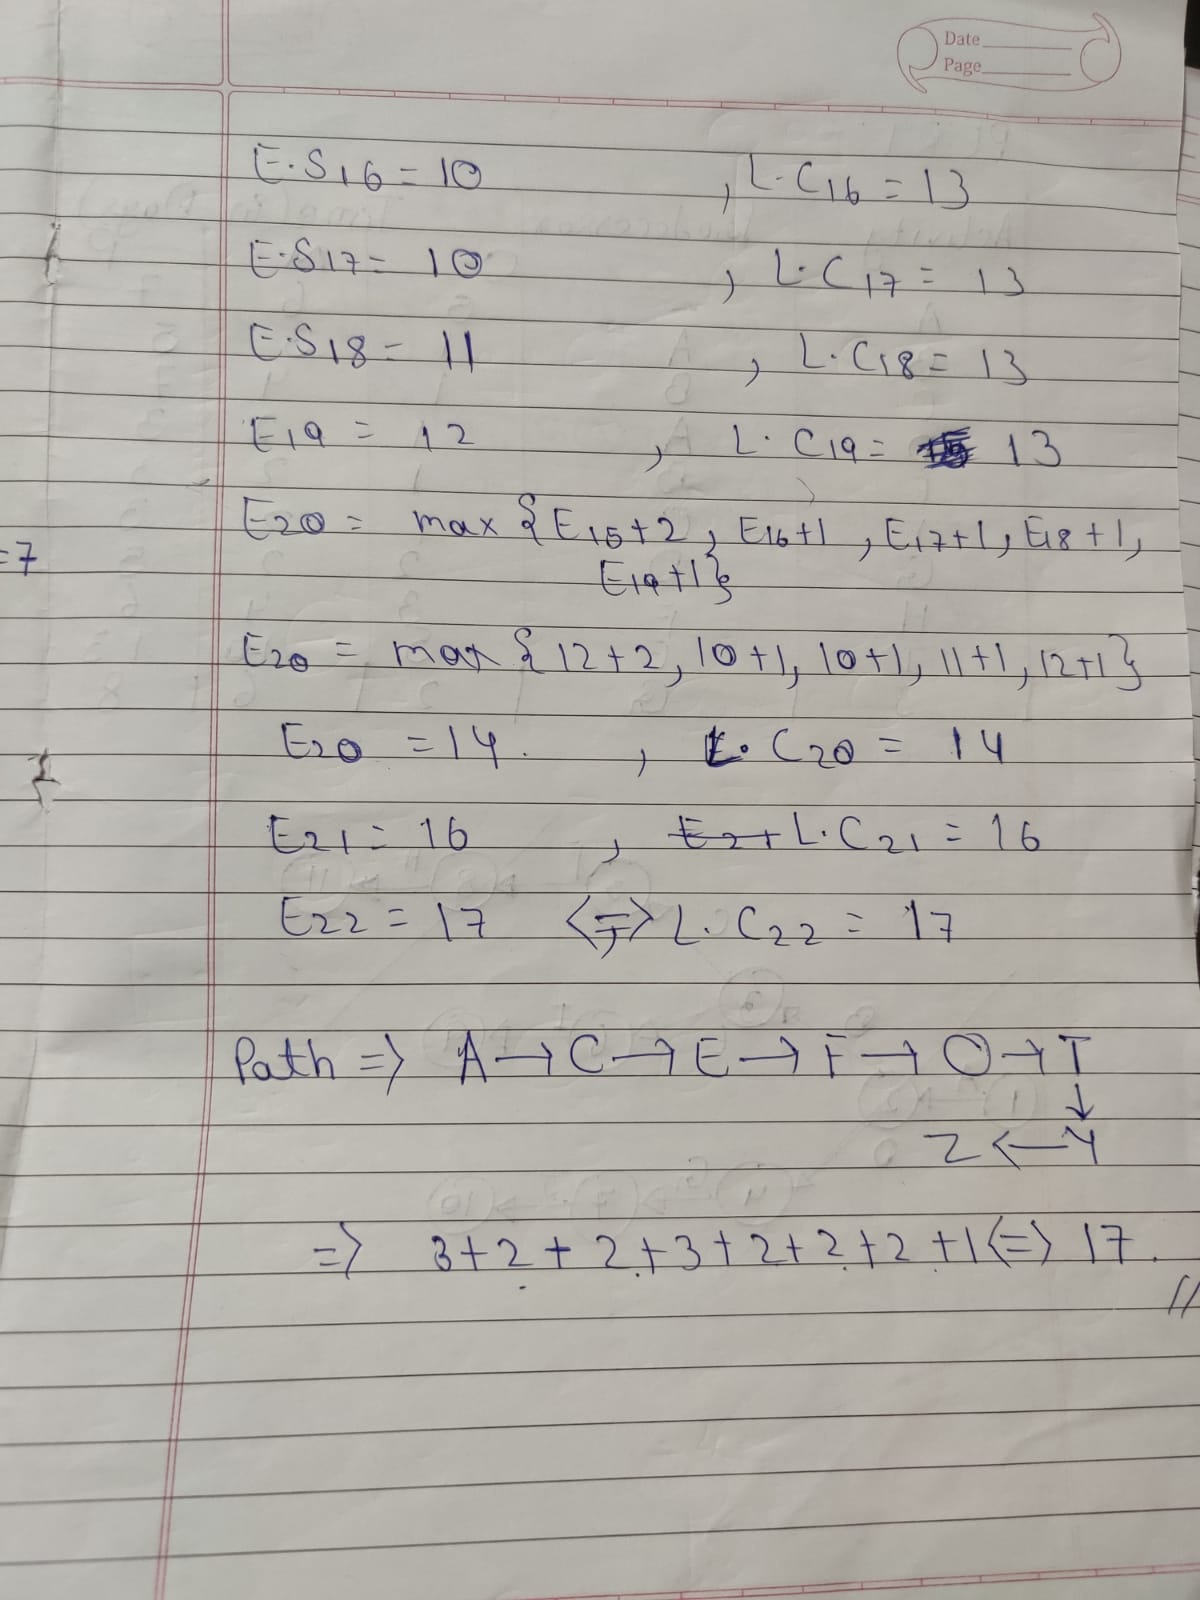 Date
Page
E.S16 = 10 , L.C16 = 13
E.S17 = 10 , L.C17 = 13
E.S18 = 11 , L.C18 = 13
E19 = 12 , L.C19 = 13
E20 = max {E15+2, E16+1, E17+1, E18+1,
=7
E19+1}
E20 = max {12+2, 10+1, 10+1, 11+1, 12+1}
E20 = 14. , L.C20 = 14
E21 = 16 , L.C21 = 16
E22 = 17 <=> L.C22 = 17
Path => A → C → E → F → O → T
↓
Z ← Y
=> 3+2+2+3+2+2+2+1 <=> 17.
//